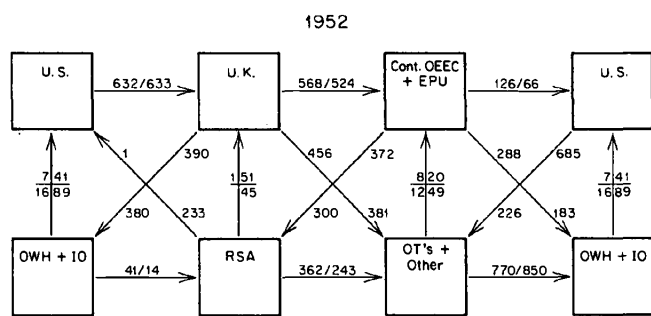 1952
U.S.
632/633
U.K.
568/524
Cont. OEEC
+ EPU
126/66
U.S.
1
390
456
372
288
685
7 41
16 89
1 51
45
8 20
12 49
7 41
16 89
380
233
381
300
226
183
OWH + IO
41/14
RSA
362/243
OT's +
Other
770/850
OWH + IO